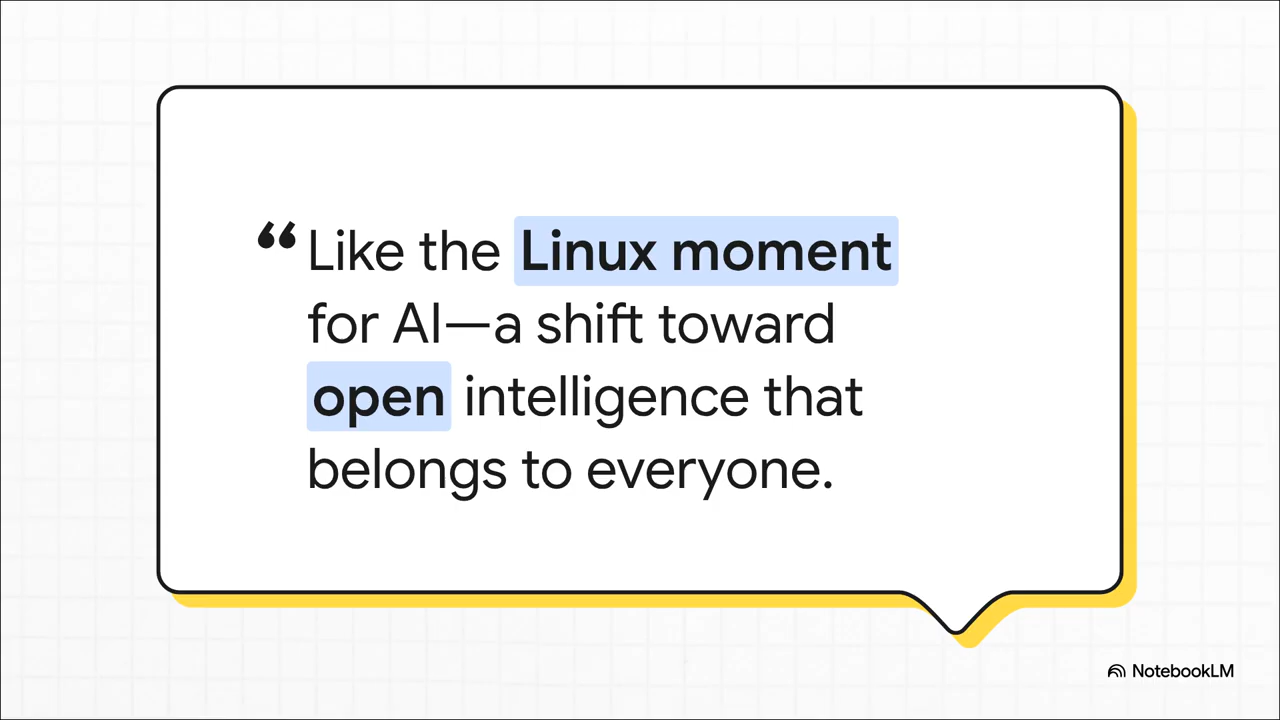 “Like the Linux moment
for AI—a shift toward
open intelligence that
belongs to everyone.
NotebookLM